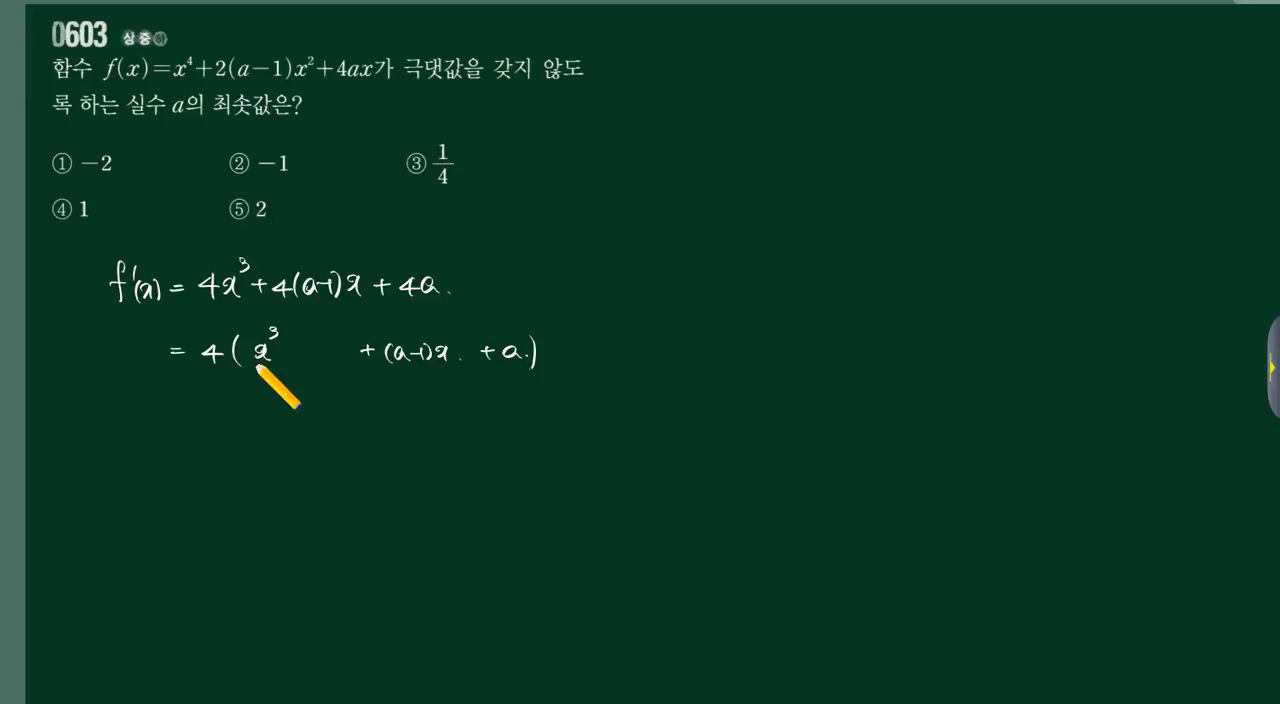 0603 상중하
함수 f(x)=x⁴+2(a−1)x²+4ax가 극댓값을 갖지 않도
록 하는 실수 a의 최솟값은?
① −2 ② −1 ③ 1/4
④ 1 ⑤ 2
f'(x) = 4x³+4(a-1)x + 4a.
= 4(x³ +(a-1)x. +a.)